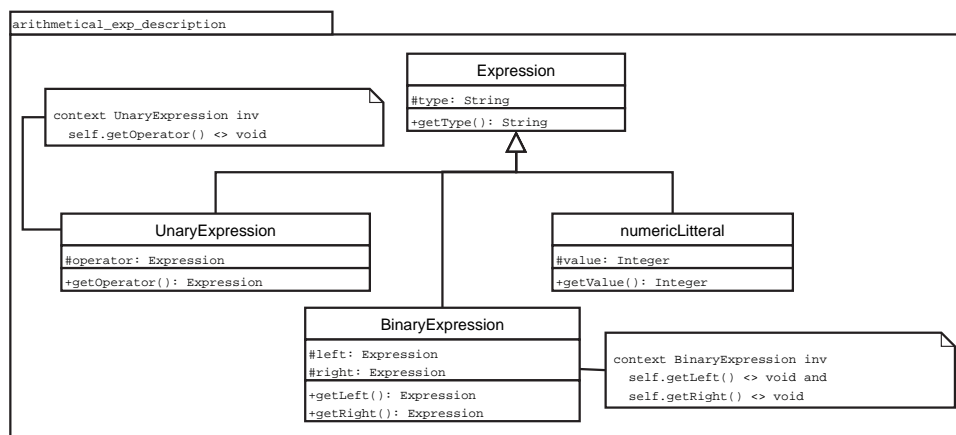 arithmetical_exp_description
Expression
#type: String
+getType(): String
context UnaryExpression inv
self.getOperator() <> void
UnaryExpression
#operator: Expression
+getOperator(): Expression
numericLitteral
#value: Integer
+getValue(): Integer
BinaryExpression
#left: Expression
#right: Expression
+getLeft(): Expression
+getRight(): Expression
context BinaryExpression inv
self.getLeft() <> void and
self.getRight() <> void